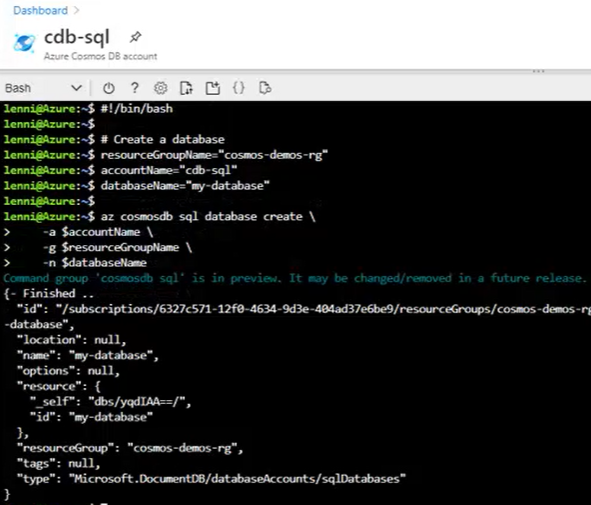 Dashboard >
cdb-sql
Azure Cosmos DB account
Bash
lenni@Azure:~$ #!/bin/bash
lenni@Azure:~$
lenni@Azure:~$ # Create a database
lenni@Azure:~$ resourceGroupName="cosmos-demos-rg"
lenni@Azure:~$ accountName="cdb-sql"
lenni@Azure:~$ databaseName="my-database"
lenni@Azure:~$
lenni@Azure:~$ az cosmosdb sql database create \
>     -a $accountName \
>     -g $resourceGroupName \
>     -n $databaseName
Command group 'cosmosdb sql' is in preview. It may be changed/removed in a future release.
{- Finished ..
  "id": "/subscriptions/6327c571-12f0-4634-9d3e-404ad37e6be9/resourceGroups/cosmos-demos-rg
-database",
  "location": null,
  "name": "my-database",
  "options": null,
  "resource": {
    "_self": "dbs/yqdIAA==/",
    "id": "my-database"
  },
  "resourceGroup": "cosmos-demos-rg",
  "tags": null,
  "type": "Microsoft.DocumentDB/databaseAccounts/sqlDatabases"
}